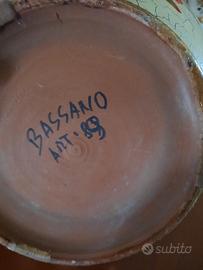 BASSANO
ART. 89
subito